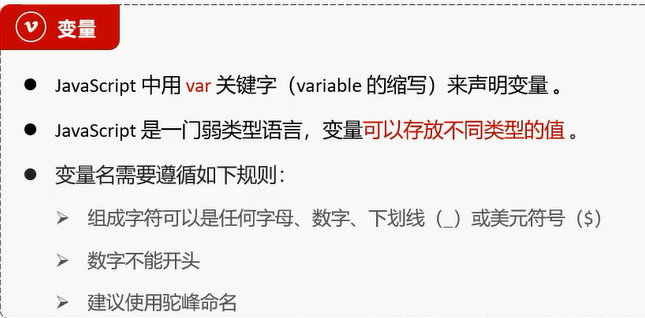 变量
● JavaScript 中用 var 关键字（variable 的缩写）来声明变量 。
● JavaScript 是一门弱类型语言，变量可以存放不同类型的值 。
● 变量名需要遵循如下规则：
➢ 组成字符可以是任何字母、数字、下划线（_）或美元符号（$）
➢ 数字不能开头
➢ 建议使用驼峰命名